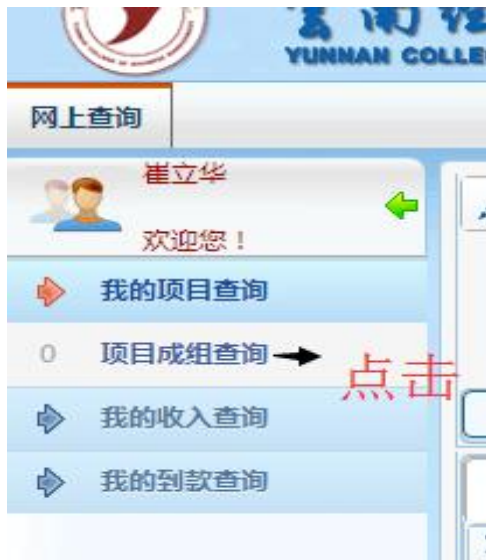 YUNNAN COLLE
网上查询
崔立华
欢迎您！
我的项目查询
0 项目成组查询
点击
我的收入查询
我的到款查询